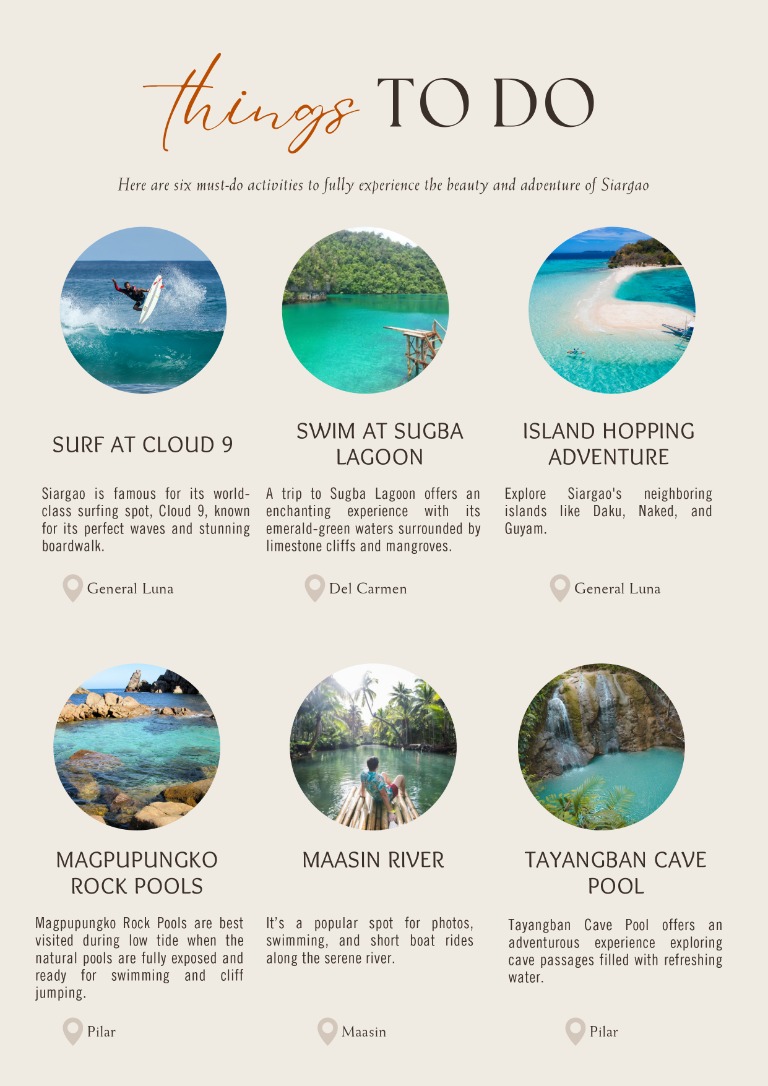 things TO DO
Here are six must-do activities to fully experience the beauty and adventure of Siargao
SURF AT CLOUD 9
Siargao is famous for its world-
class surfing spot, Cloud 9, known
for its perfect waves and stunning
boardwalk.
General Luna
SWIM AT SUGBA
LAGOON
A trip to Sugba Lagoon offers an
enchanting experience with its
emerald-green waters surrounded by
limestone cliffs and mangroves.
Del Carmen
ISLAND HOPPING
ADVENTURE
Explore Siargao's neighboring
islands like Daku, Naked, and
Guyam.
General Luna
MAGPUPUNGKO
ROCK POOLS
Magpupungko Rock Pools are best
visited during low tide when the
natural pools are fully exposed and
ready for swimming and cliff
jumping.
Pilar
MAASIN RIVER
It's a popular spot for photos,
swimming, and short boat rides
along the serene river.
Maasin
TAYANGBAN CAVE
POOL
Tayangban Cave Pool offers an
adventurous experience exploring
cave passages filled with refreshing
water.
Pilar